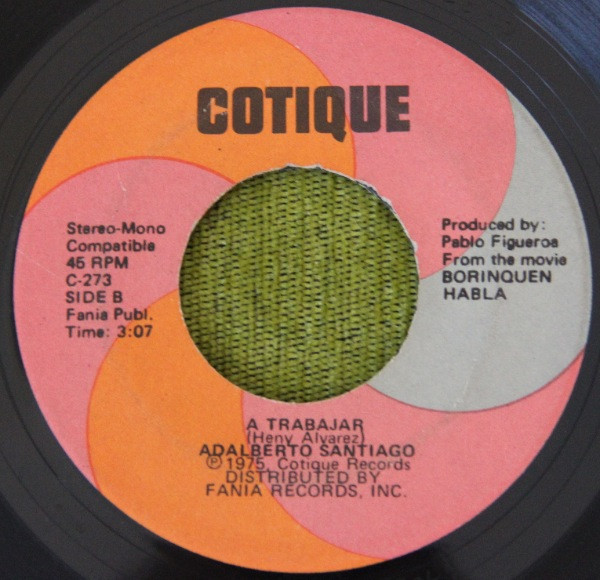 COTIQUE
Stereo-Mono
Compatible
45 RPM
C-273
SIDE B
Fania Publ.
Time: 3:07
Produced by:
Pablo Figueroa
From the movie
BORINQUEN
HABLA
A TRABAJAR
(Heny Alvarez)
ADALBERTO SANTIAGO
℗ 1975, Cotique Records
DISTRIBUTED BY
FANIA RECORDS, INC.